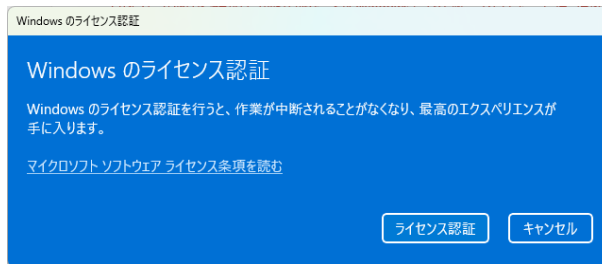 Windows のライセンス認証
Windows のライセンス認証
Windows のライセンス認証を行うと、作業が中断されることがなくなり、最高のエクスペリエンスが
手に入ります。
マイクロソフト ソフトウェア ライセンス条項を読む
ライセンス認証
キャンセル